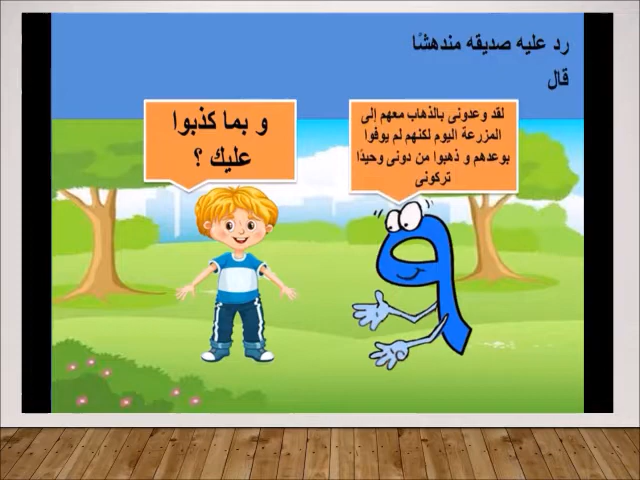 رد عليه صديقه مندهشًا
قال
و بما كذبوا
عليك ؟
لقد وعدونى بالذهاب معهم إلى
المزرعة اليوم لكنهم لم يوفوا
بوعدهم و ذهبوا من دونى وحيدًا
تركونى